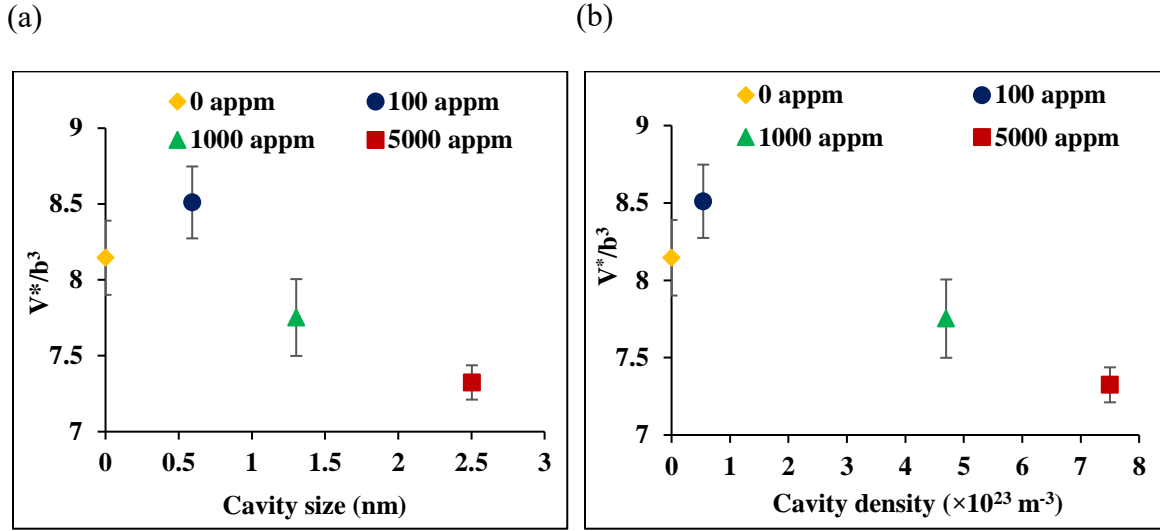 (a)
(b)
0 appm
100 appm
1000 appm
5000 appm
9
8.5
8
7.5
7
V*/b³
0
0.5
1
1.5
2
2.5
3
Cavity size (nm)
0 appm
100 appm
1000 appm
5000 appm
9
8.5
8
7.5
7
V*/b³
0
1
2
3
4
5
6
7
8
Cavity density (×10²³ m⁻³)